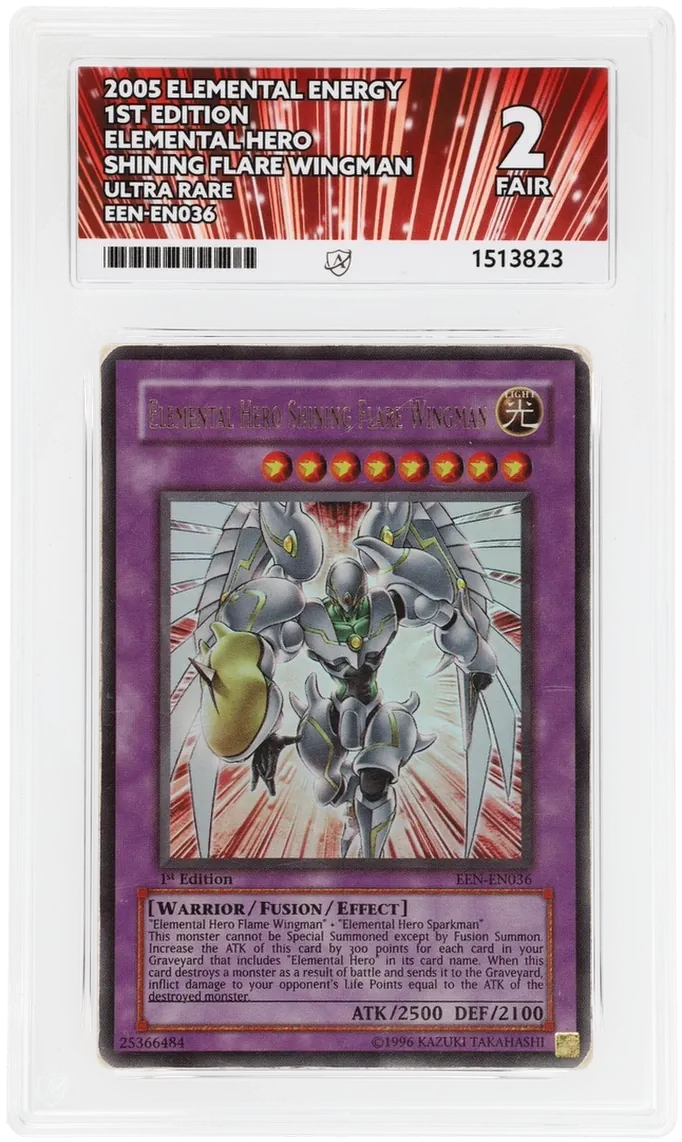 2005 ELEMENTAL ENERGY
1ST EDITION
ELEMENTAL HERO
SHINING FLARE WINGMAN
ULTRA RARE
EEN-EN036
2
FAIR
A
1513823
ELEMENTAL HERO SHINING FLARE WINGMAN
LIGHT
光
1st Edition
EEN-EN036
[WARRIOR/FUSION/EFFECT]
"Elemental Hero Flame Wingman" + "Elemental Hero Sparkman"
This monster cannot be Special Summoned except by Fusion Summon.
Increase the ATK of this card by 300 points for each card in your
Graveyard that includes "Elemental Hero" in its card name. When this
card destroys a monster as a result of battle and sends it to the Graveyard,
inflict damage to your opponent's Life Points equal to the ATK of the
destroyed monster.
ATK/2500 DEF/2100
25366484
©1996 KAZUKI TAKAHASHI